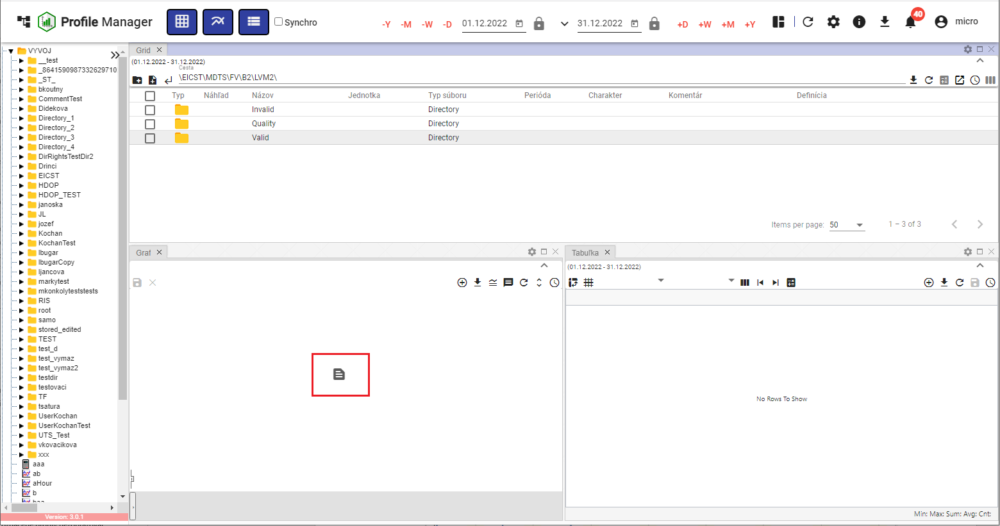 Profile Manager
Synchro
-Y -M -W -D 01.12.2022 31.12.2022 +D +W +M +Y
40
micro
VYVOJ
__test
_ST_
bkoutny
CommentTest
Didekova
Directory_1
Directory_2
Directory_3
Directory_4
DirRightsTestDir2
Drinci
EICST
HDOP
HDOP_TEST
janoska
JL
jozef
Kochan
KochanTest
lbugar
lbugarCopy
ljancova
markytest
mkonkolyteststests
RIS
root
samo
stored_edited
TEST
test_d
test_vymaz
test_vymaz2
testdir
testovaci
TF
tsatura
UserKochan
UserKochanTest
UTS_Test
vkovacikova
xxx
aaa
ab
aHour
b
Version: 3.0.1
Grid
(01.12.2022 - 31.12.2022)
Cesta
\EICST\MDTS\FV\B2\LVM2\
Typ Náhľad Názov Jednotka Typ súboru Perióda Charakter Komentár Definícia
Invalid Directory
Quality Directory
Valid Directory
Items per page: 50 1 – 3 of 3
Graf
Tabuľka
(01.12.2022 - 31.12.2022)
No Rows To Show
Min: Max: Sum: Avg: Cnt: